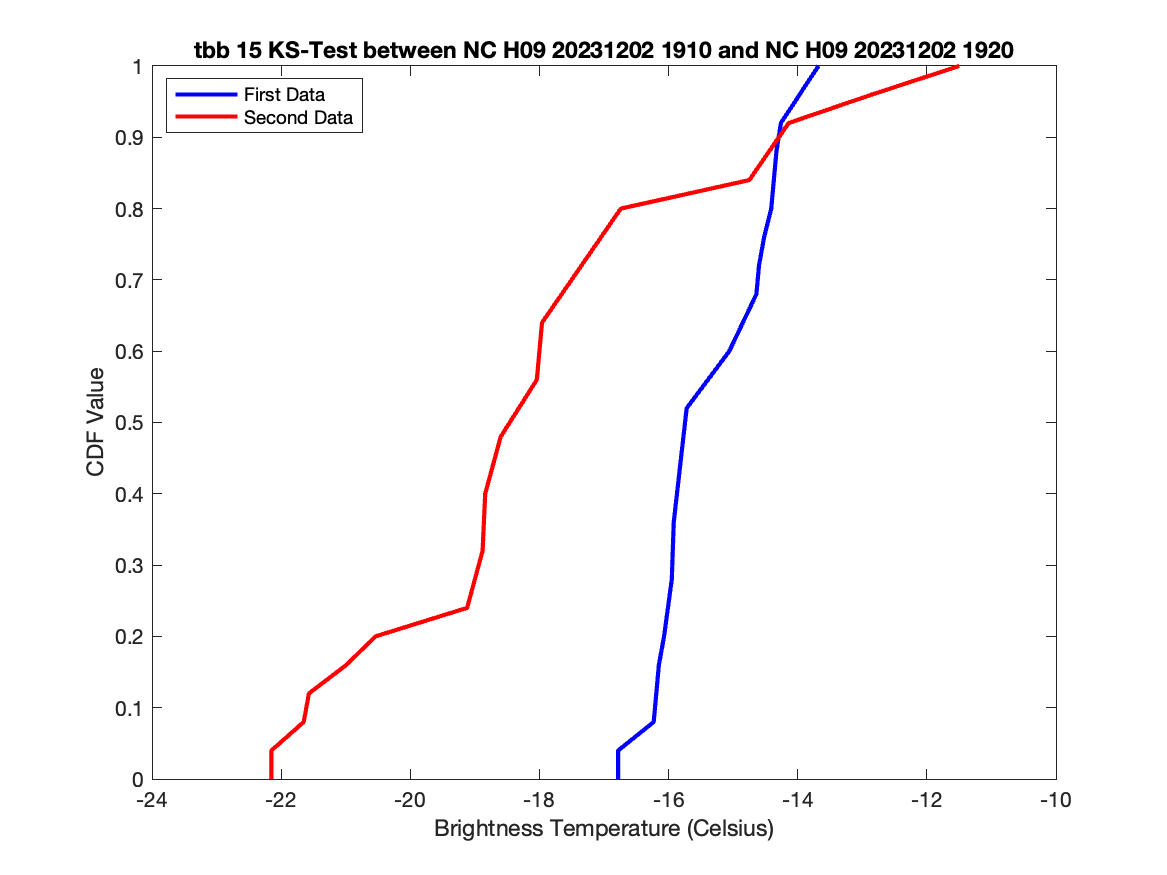 tbb 15 KS-Test between NC H09 20231202 1910 and NC H09 20231202 1920
First Data
Second Data
1
0.9
0.8
0.7
0.6
0.5
0.4
0.3
0.2
0.1
0
CDF Value
-24 -22 -20 -18 -16 -14 -12 -10
Brightness Temperature (Celsius)